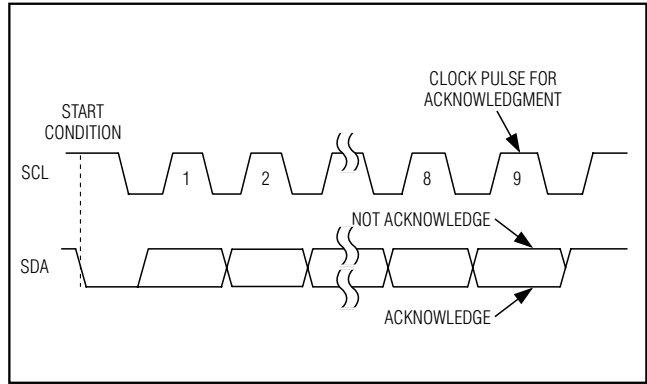 CLOCK PULSE FOR
ACKNOWLEDGMENT
START
CONDITION
SCL
1
2
8
9
NOT ACKNOWLEDGE
SDA
ACKNOWLEDGE